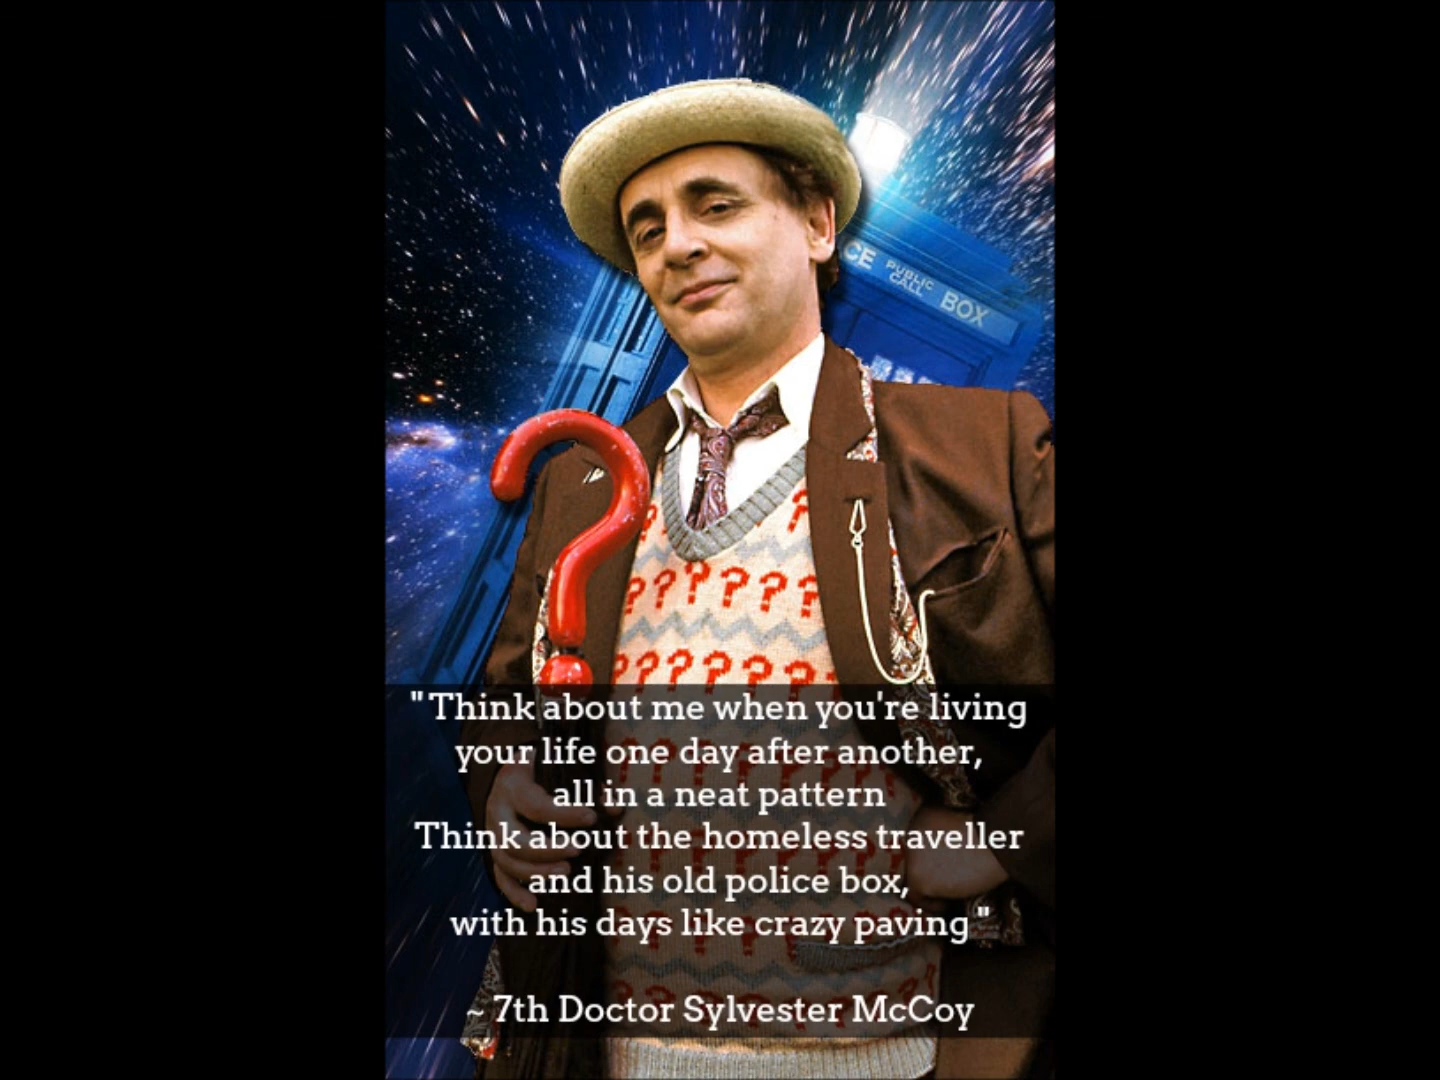 CE PUBLIC CALL BOX
"Think about me when you're living
your life one day after another,
all in a neat pattern
Think about the homeless traveller
and his old police box,
with his days like crazy paving"
~ 7th Doctor Sylvester McCoy